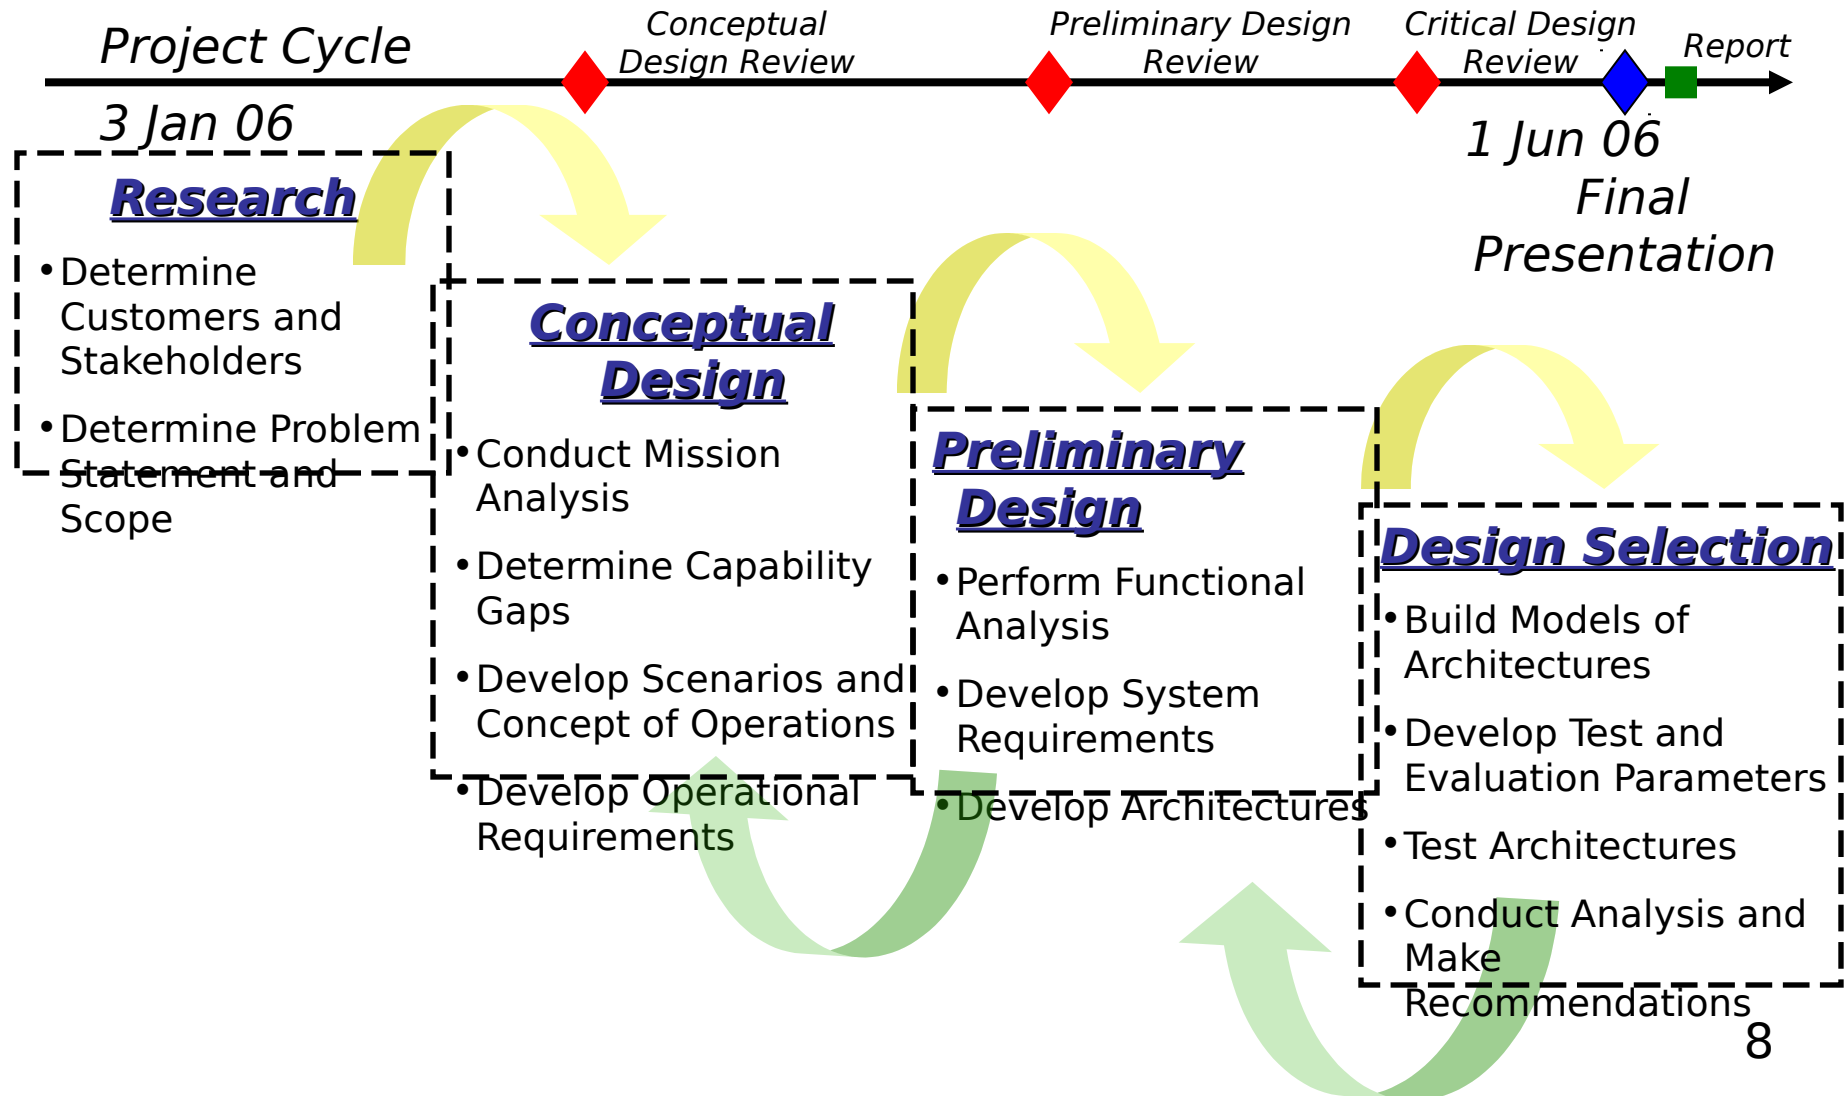 Project Cycle
Conceptual
Design Review
Preliminary Design
Review
Critical Design
Review
Report
3 Jan 06
1 Jun 06
Final
Presentation
Research
•Determine
Customers and
Stakeholders
•Determine Problem
Statement and
Scope
Conceptual
Design
•Conduct Mission
Analysis
•Determine Capability
Gaps
•Develop Scenarios and
Concept of Operations
•Develop Operational
Requirements
Preliminary
Design
•Perform Functional
Analysis
•Develop System
Requirements
•Develop Architectures
Design Selection
•Build Models of
Architectures
•Develop Test and
Evaluation Parameters
•Test Architectures
•Conduct Analysis and
Make
Recommendations
8